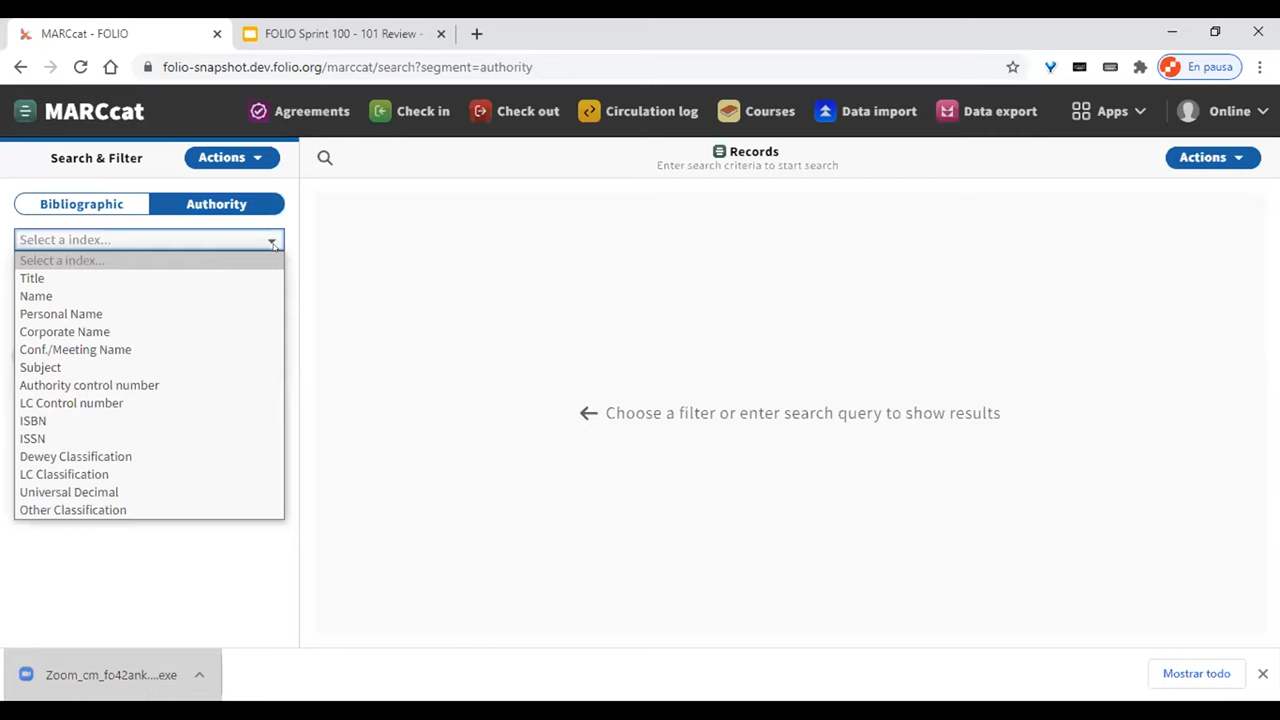 MARCcat - FOLIO
FOLIO Sprint 100 - 101 Review -
folio-snapshot.dev.folio.org/marccat/search?segment=authority
En pausa
MARCcat
Agreements
Check in
Check out
Circulation log
Courses
Data import
Data export
Apps
Online
Search & Filter
Actions
Records
Enter search criteria to start search
Actions
Bibliographic
Authority
Select a index...
Select a index...
Title
Name
Personal Name
Corporate Name
Conf./Meeting Name
Subject
Authority control number
LC Control number
ISBN
ISSN
Dewey Classification
LC Classification
Universal Decimal
Other Classification
Choose a filter or enter search query to show results
Zoom_cm_fo42ank....exe
Mostrar todo